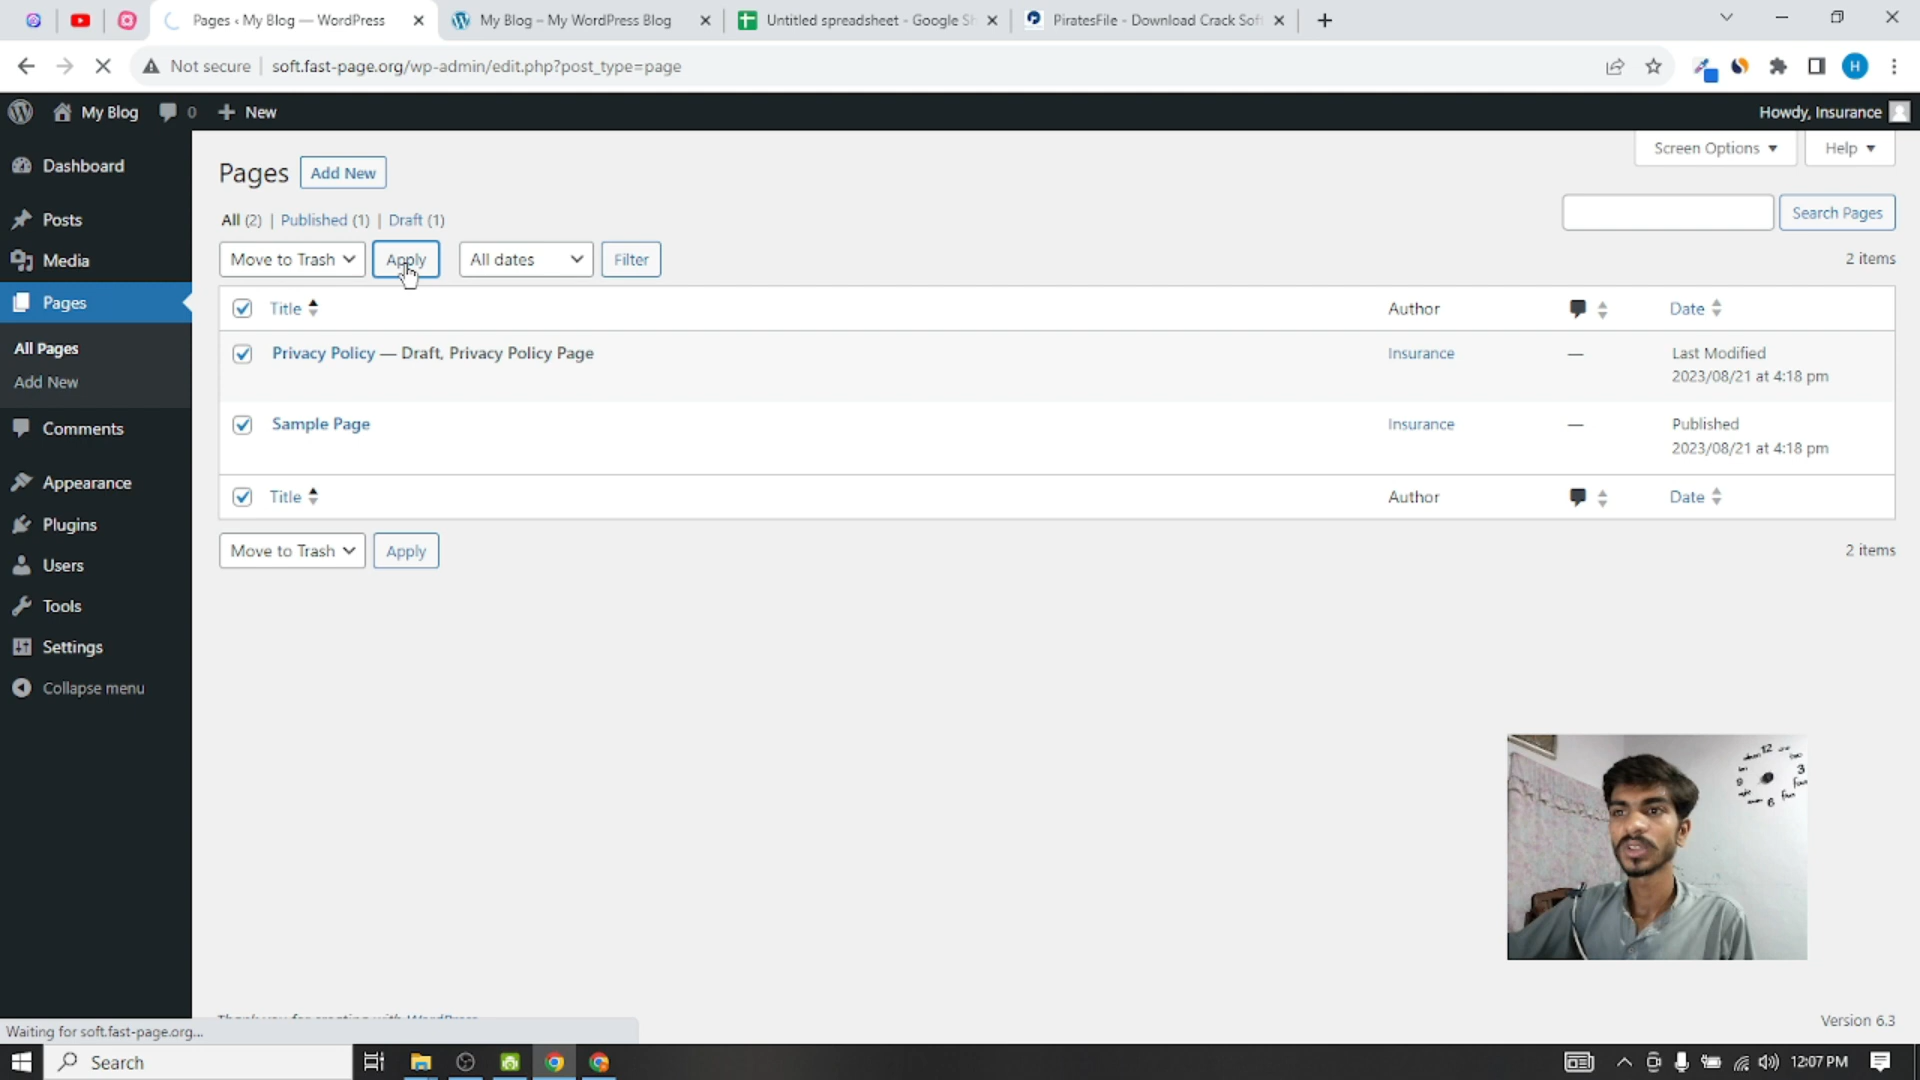 Pages ‹ My Blog — WordPress
My Blog – My WordPress Blog
Untitled spreadsheet - Google Sh
PiratesFile - Download Crack Sof
Not secure
soft.fast-page.org/wp-admin/edit.php?post_type=page
H
My Blog
0
New
Howdy, Insurance
Dashboard
Posts
Media
Pages
All Pages
Add New
Comments
Appearance
Plugins
Users
Tools
Settings
Collapse menu
Screen Options
Help
Pages
Add New
All (2) | Published (1) | Draft (1)
Search Pages
Move to Trash
Apply
All dates
Filter
2 items
Title
Author
Date
Privacy Policy — Draft, Privacy Policy Page
Insurance
—
Last Modified
2023/08/21 at 4:18 pm
Sample Page
Insurance
—
Published
2023/08/21 at 4:18 pm
Title
Author
Date
Move to Trash
Apply
2 items
Version 6.3
Waiting for soft.fast-page.org...
Search
12:07 PM